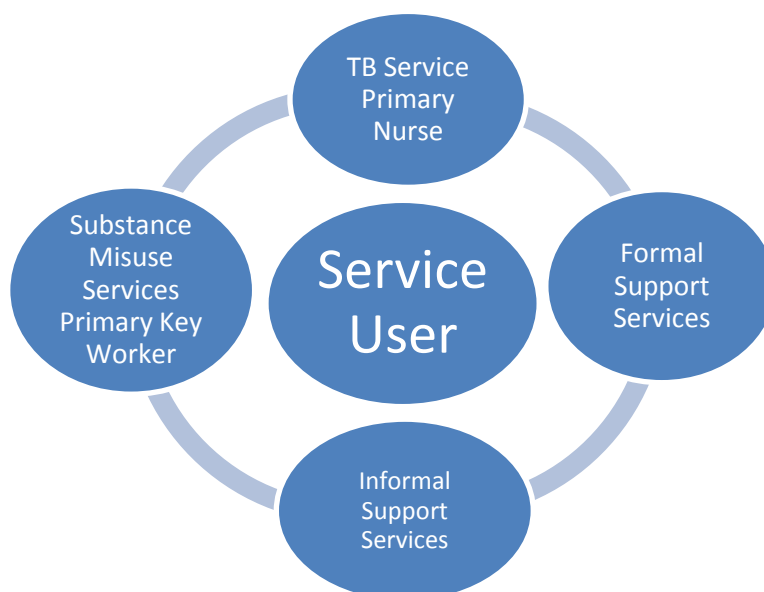 TB Service
Primary
Nurse
Substance
Misuse
Services
Primary Key
Worker
Service
User
Formal
Support
Services
Informal
Support
Services